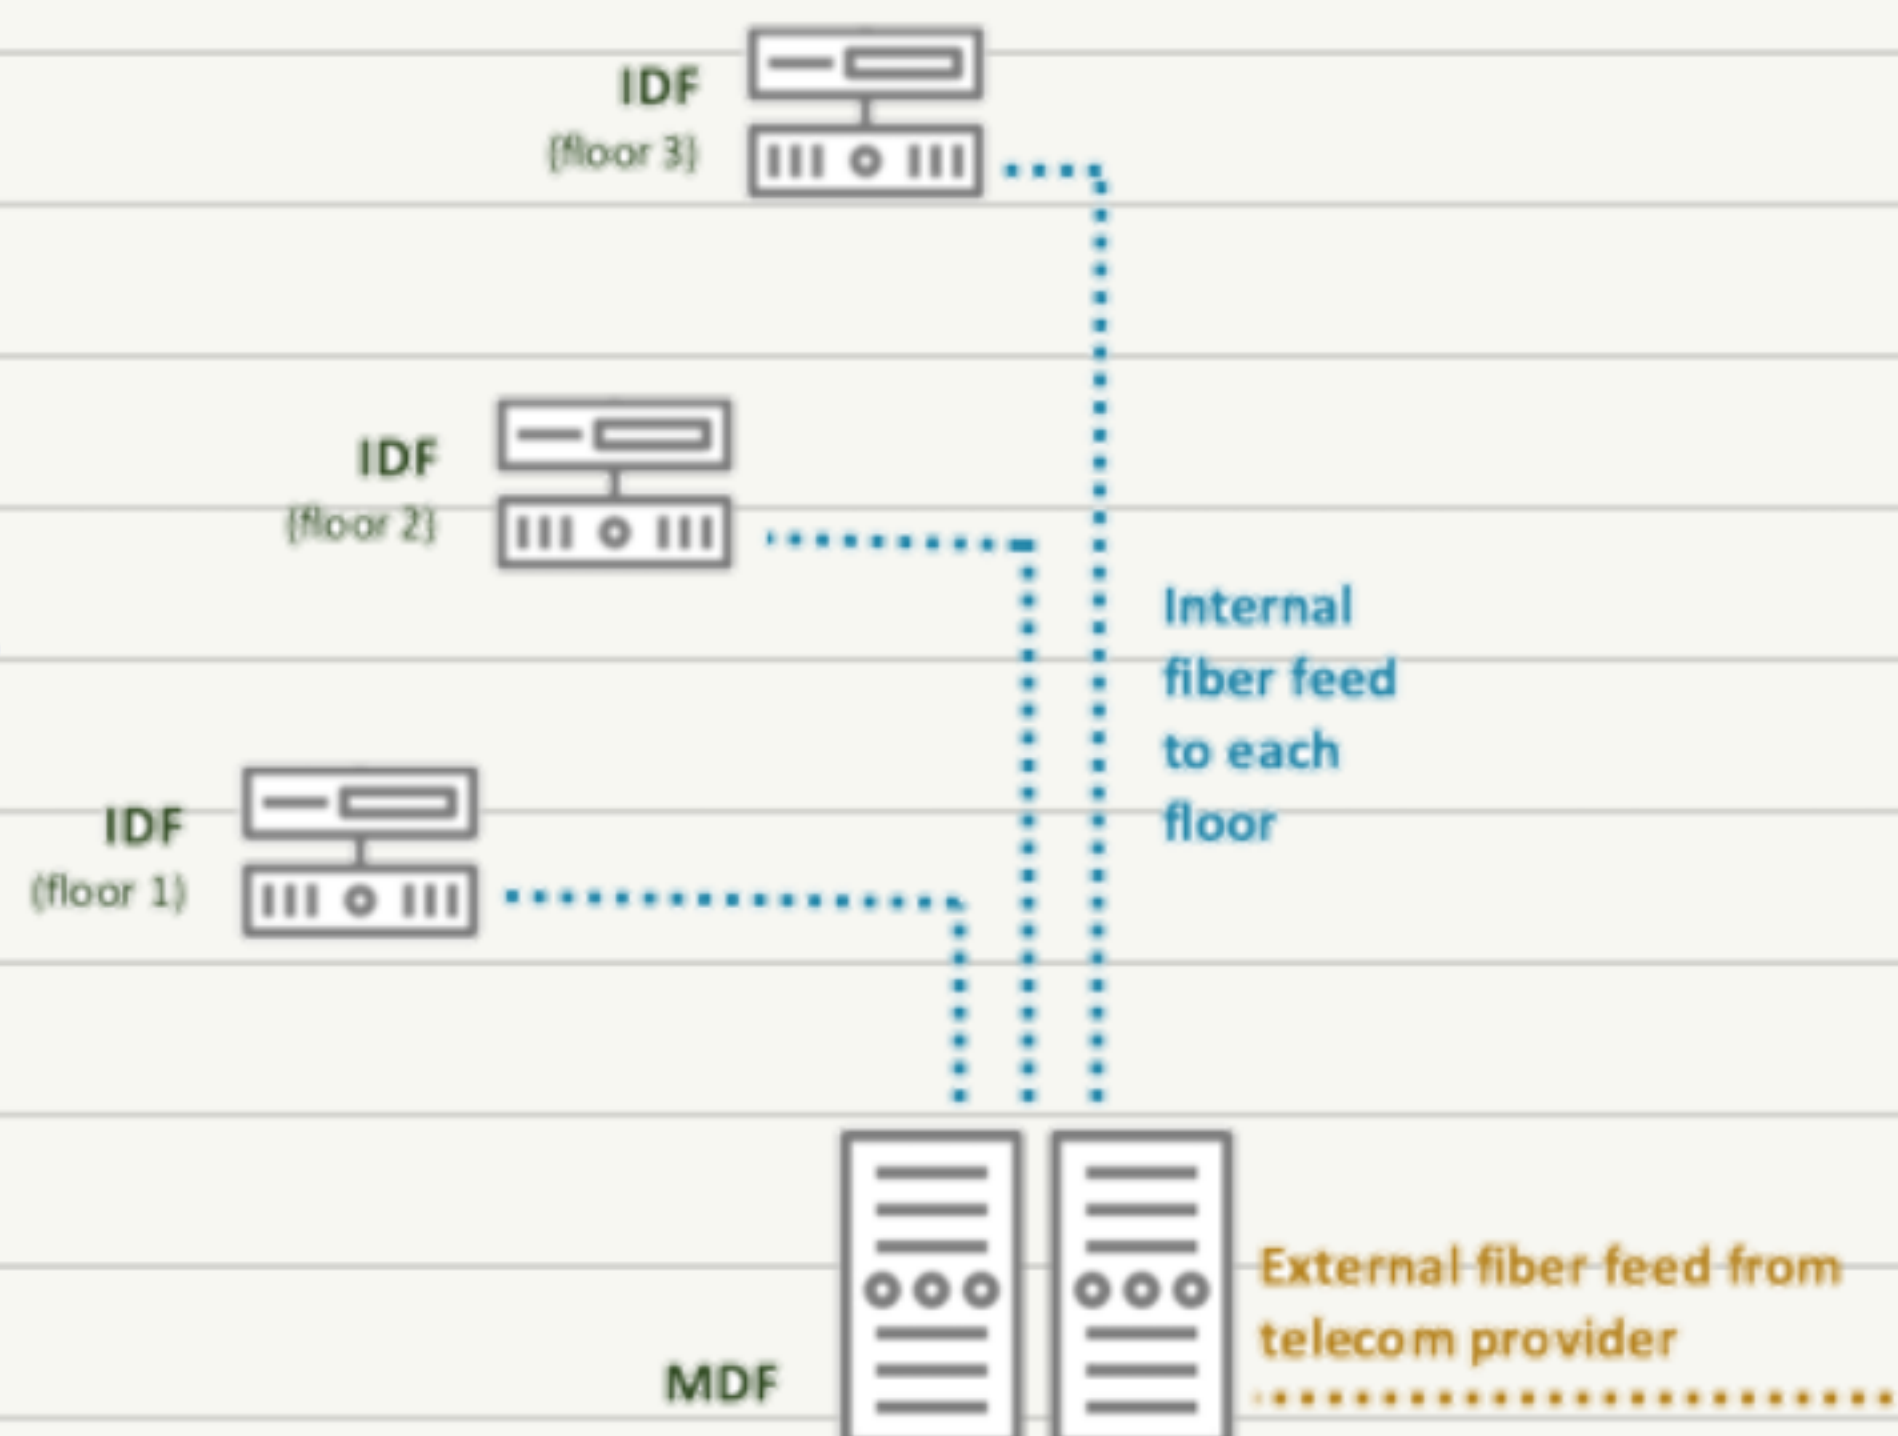 IDF
(floor 3)
IDF
(floor 2)
Internal
fiber feed
to each
floor
IDF
(floor 1)
External fiber feed from
telecom provider
MDF